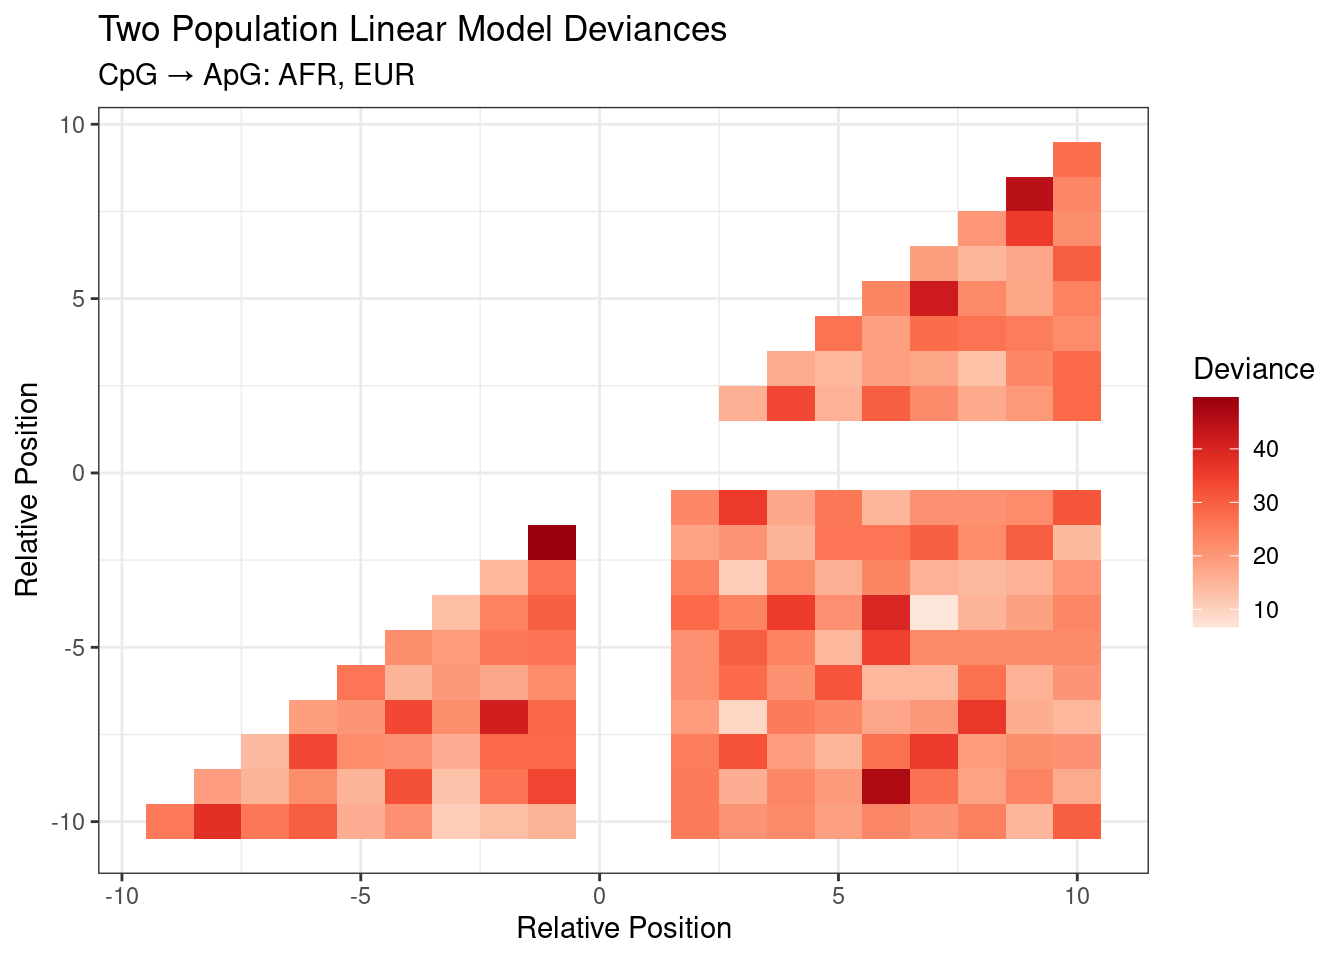 Two Population Linear Model Deviances
CpG → ApG: AFR, EUR
10
5
0
-5
-10
Relative Position
-10
-5
0
5
10
Relative Position
Deviance
40
30
20
10